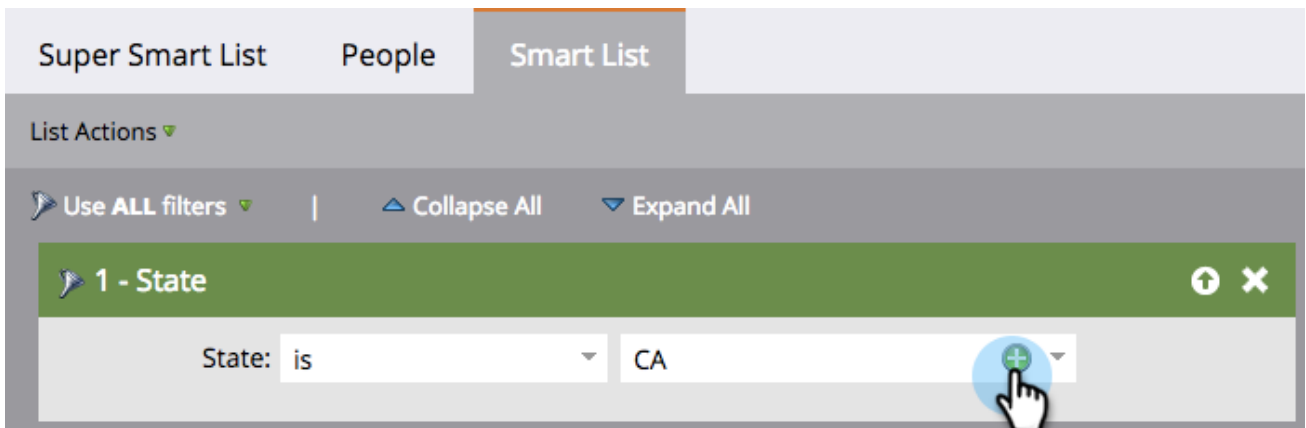 Super Smart List People Smart List
List Actions
Use ALL filters | Collapse All Expand All
1 - State
State: is CA